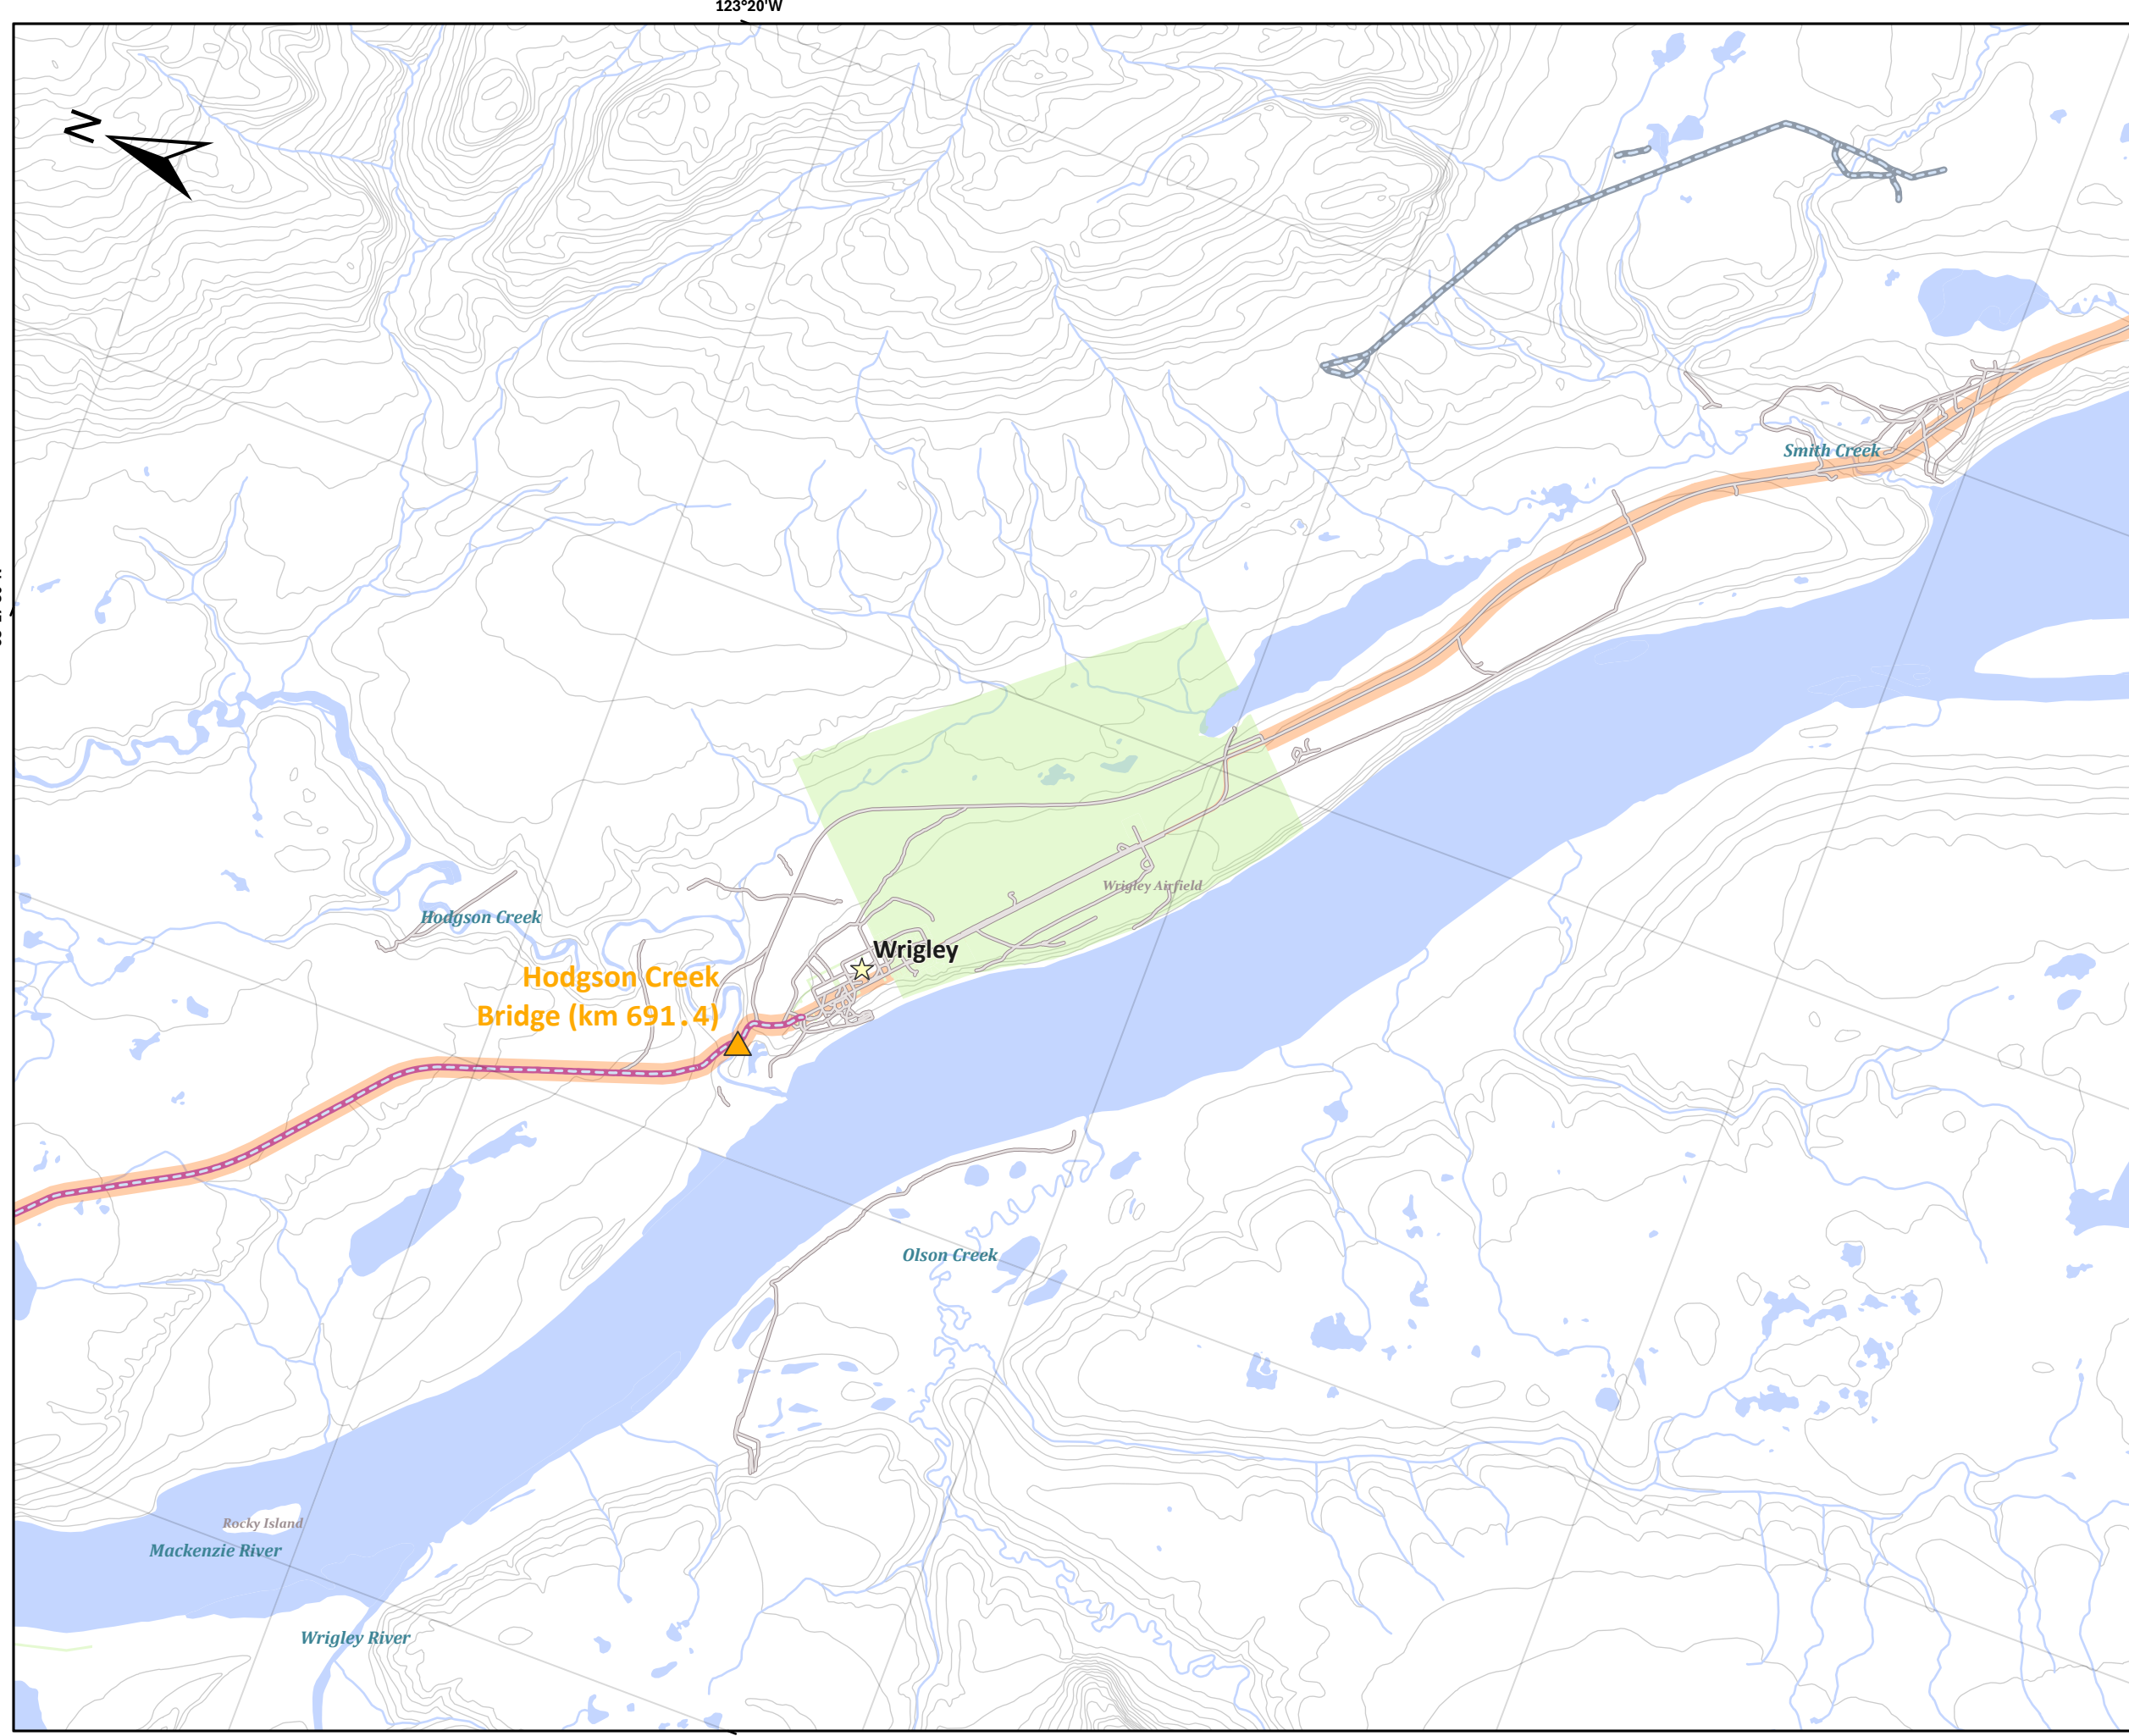 123°20'W
N
Smith Creek
Wrigley Airfield
Hodgson Creek
Wrigley
Hodgson Creek
Bridge (km 691.4)
Olson Creek
Rocky Island
Mackenzie River
Wrigley River